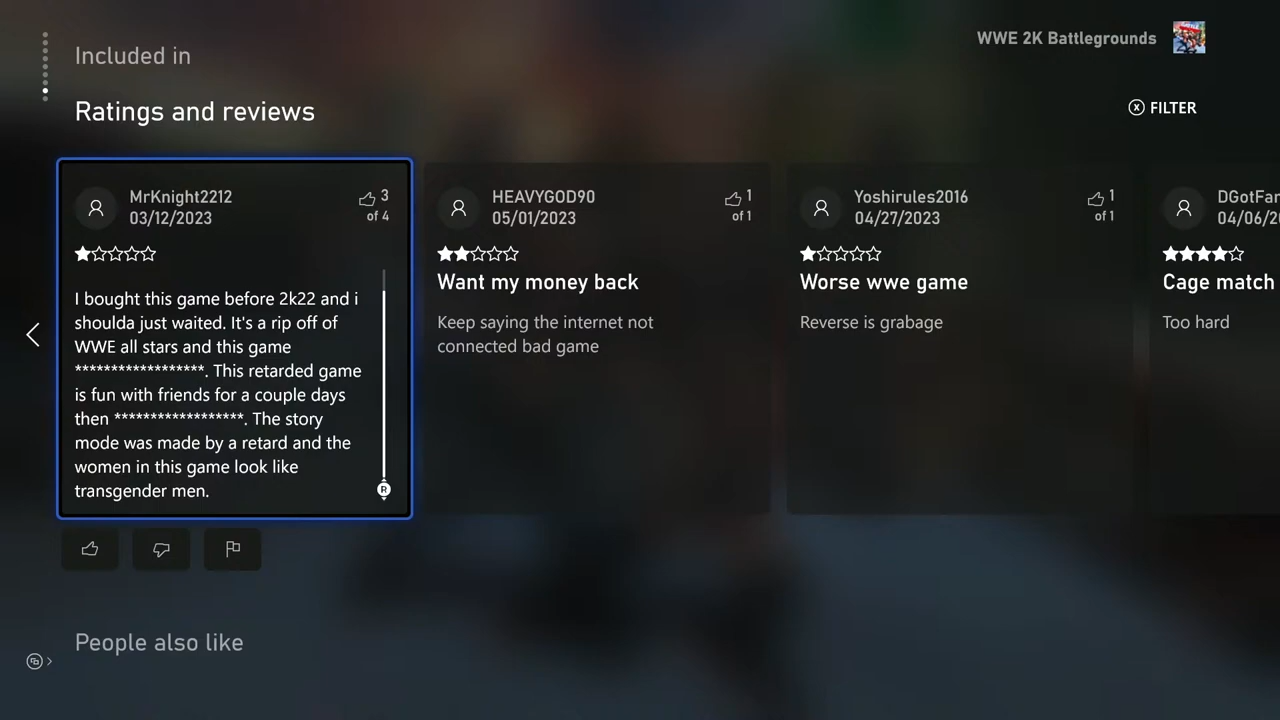 Included in
WWE 2K Battlegrounds
Ratings and reviews
X FILTER
MrKnight2212
03/12/2023
3
of 4
I bought this game before 2k22 and i
shoulda just waited. It's a rip off of
WWE all stars and this game
******************. This retarded game
is fun with friends for a couple days
then ******************. The story
mode was made by a retard and the
women in this game look like
transgender men.
R
HEAVYGOD90
05/01/2023
1
of 1
Want my money back
Keep saying the internet not
connected bad game
Yoshirules2016
04/27/2023
1
of 1
Worse wwe game
Reverse is grabage
DGotFan
04/06/20
Cage match
Too hard
People also like